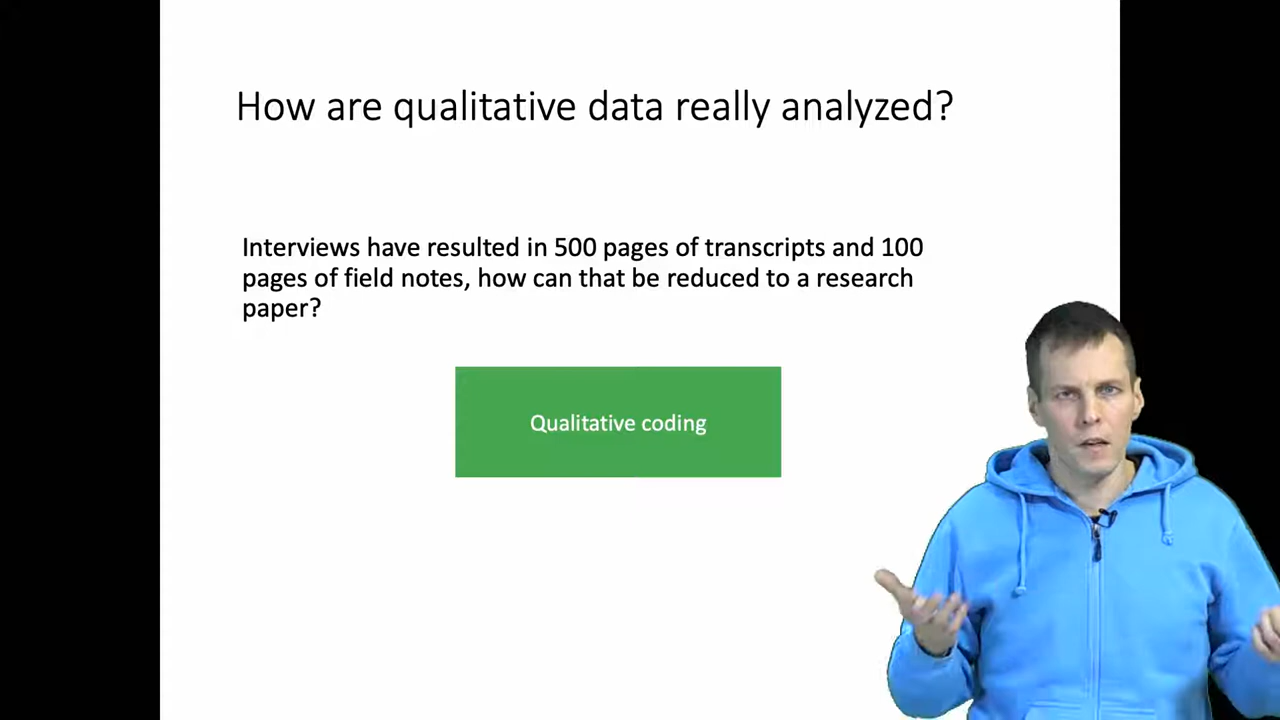 How are qualitative data really analyzed?
Interviews have resulted in 500 pages of transcripts and 100
pages of field notes, how can that be reduced to a research
paper?
Qualitative coding